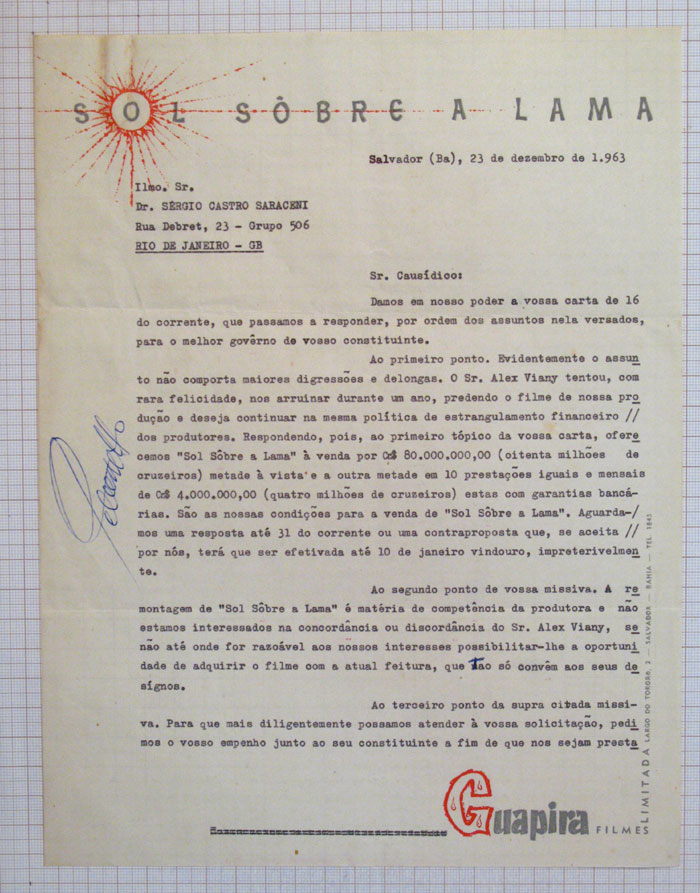 SOL SÔBRE A LAMA
Salvador (Ba), 23 de dezembro de 1.963
Ilmo. Sr.
Dr. SÉRGIO CASTRO SARACENI
Rua Debret, 23 - Grupo 506
RIO DE JANEIRO - GB
Sr. Causídico:
Damos em nosso poder a vossa carta de 16
do corrente, que passamos a responder, por ordem dos assuntos nela versados,
para o melhor govêrno de vosso constituinte.
Ao primeiro ponto. Evidentemente o assun
to não comporta maiores digressões e delongas. O Sr. Alex Viany tentou, com
rara felicidade, nos arruinar durante um ano, predendo o filme de nossa pro
dução e deseja continuar na mesma política de estrangulamento financeiro //
dos produtores. Respondendo, pois, ao primeiro tópico da vossa carta, ofere
cemos "Sol Sôbre a Lama" à venda por Cr$ 80.000.000,00 (oitenta milhões de
cruzeiros) metade à vista e a outra metade em 10 prestações iguais e mensais
de Cr$ 4.000.000,00 (quatro milhões de cruzeiros) estas com garantias bancá-
rias. São as nossas condições para a venda de "Sol Sôbre a Lama". Aguarda-/
mos uma resposta até 31 do corrente ou uma contraproposta que, se aceita //
por nós, terá que ser efetivada até 10 de janeiro vindouro, impreterivelmen
te.
Ao segundo ponto de vossa missiva. A re
montagem de "Sol Sôbre a Lama" é matéria de competência da produtora e não
estamos interessados na concordância ou discordância do Sr. Alex Viany, se
não até onde for razoável aos nossos interesses possibilitar-lhe a oportuni
dade de adquirir o filme com a atual feitura, que tao só convêm aos seus de
sígnos.
Ao terceiro ponto da supra citada missi-
va. Para que mais diligentemente possamos atender à vossa solicitação, pedi
mos o vosso empenho junto ao seu constituinte a fim de que nos sejam presta
Guapira FILMES LIMITADA
LARGO DO TORORÓ, 2 - SALVADOR - BAHIA - TEL 1845